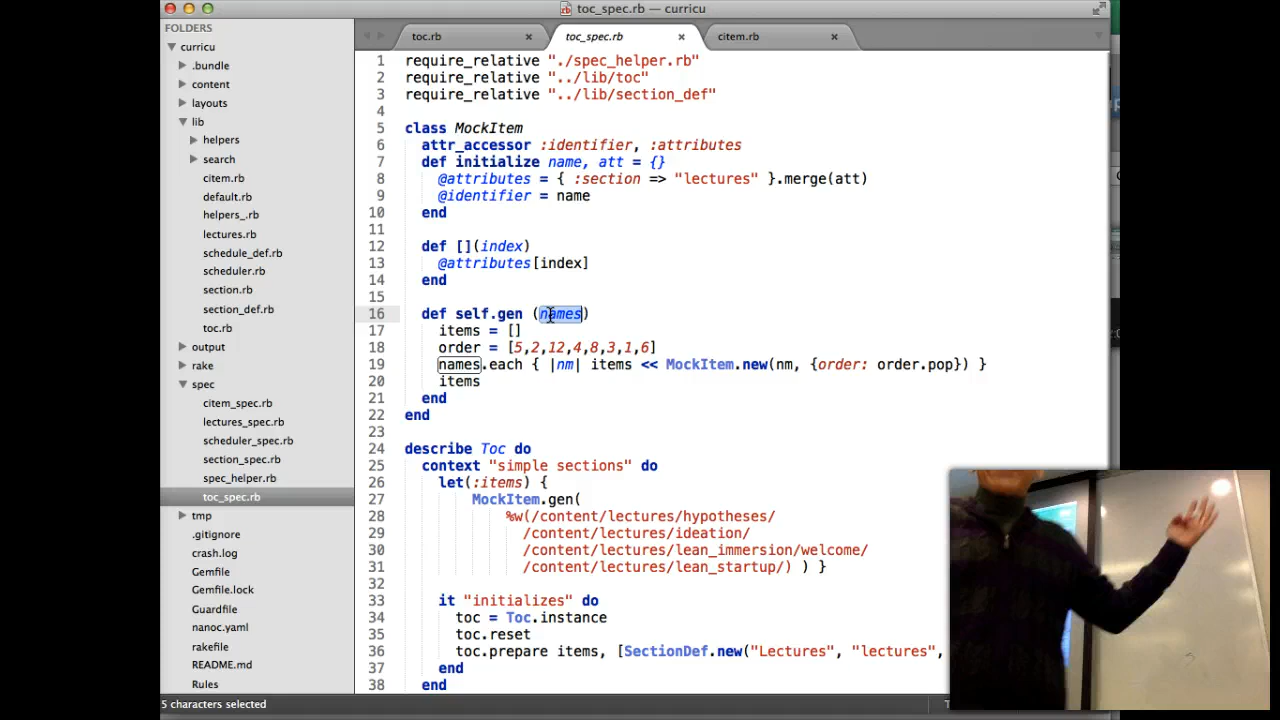 toc_spec.rb — curricu
FOLDERS
curricu
.bundle
content
layouts
lib
helpers
search
citem.rb
default.rb
helpers_.rb
lectures.rb
schedule_def.rb
scheduler.rb
section.rb
section_def.rb
toc.rb
output
rake
spec
citem_spec.rb
lectures_spec.rb
scheduler_spec.rb
section_spec.rb
spec_helper.rb
toc_spec.rb
tmp
.gitignore
crash.log
Gemfile
Gemfile.lock
Guardfile
nanoc.yaml
rakefile
README.md
Rules
toc.rb
toc_spec.rb
citem.rb
1 require_relative "./spec_helper.rb"
2 require_relative "../lib/toc"
3 require_relative "../lib/section_def"
4
5 class MockItem
6 attr_accessor :identifier, :attributes
7 def initialize name, att = {}
8 @attributes = { :section => "lectures" }.merge(att)
9 @identifier = name
10 end
11
12 def [](index)
13 @attributes[index]
14 end
15
16 def self.gen (names)
17 items = []
18 order = [5,2,12,4,8,3,1,6]
19 names.each { |nm| items << MockItem.new(nm, {order: order.pop}) }
20 items
21 end
22 end
23
24 describe Toc do
25 context "simple sections" do
26 let(:items) {
27 MockItem.gen(
28 %w(/content/lectures/hypotheses/
29 /content/lectures/ideation/
30 /content/lectures/lean_immersion/welcome/
31 /content/lectures/lean_startup/) ) }
32
33 it "initializes" do
34 toc = Toc.instance
35 toc.reset
36 toc.prepare items, [SectionDef.new("Lectures", "lectures",
37 end
38 end
5 characters selected